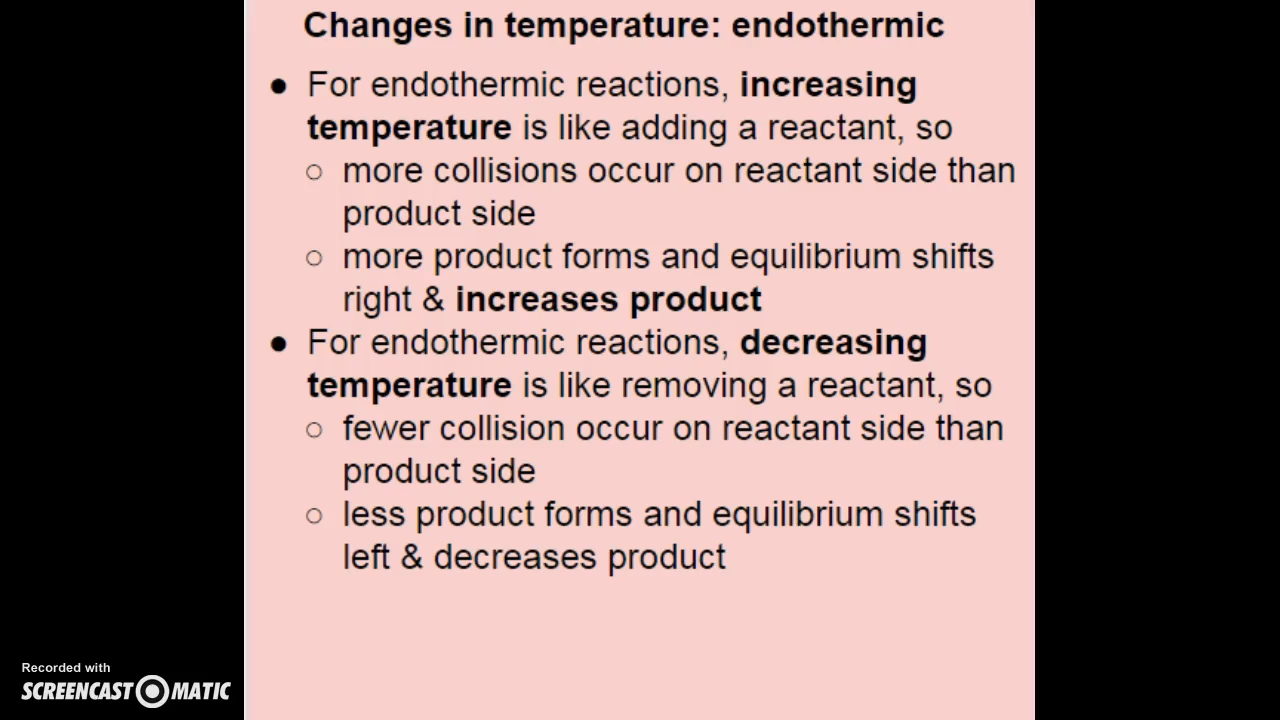 Changes in temperature: endothermic
● For endothermic reactions, increasing
temperature is like adding a reactant, so
○ more collisions occur on reactant side than
product side
○ more product forms and equilibrium shifts
right & increases product
● For endothermic reactions, decreasing
temperature is like removing a reactant, so
○ fewer collision occur on reactant side than
product side
○ less product forms and equilibrium shifts
left & decreases product
Recorded with
SCREENCAST MATIC